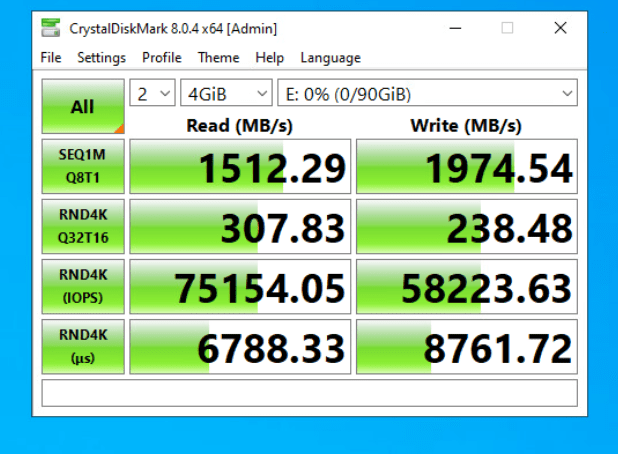 CrystalDiskMark 8.0.4 x64 [Admin]
File Settings Profile Theme Help Language
All
2 4GiB E: 0% (0/90GiB)
Read (MB/s) Write (MB/s)
SEQ1M
Q8T1
1512.29 1974.54
RND4K
Q32T16
307.83 238.48
RND4K
(IOPS)
75154.05 58223.63
RND4K
(μs)
6788.33 8761.72